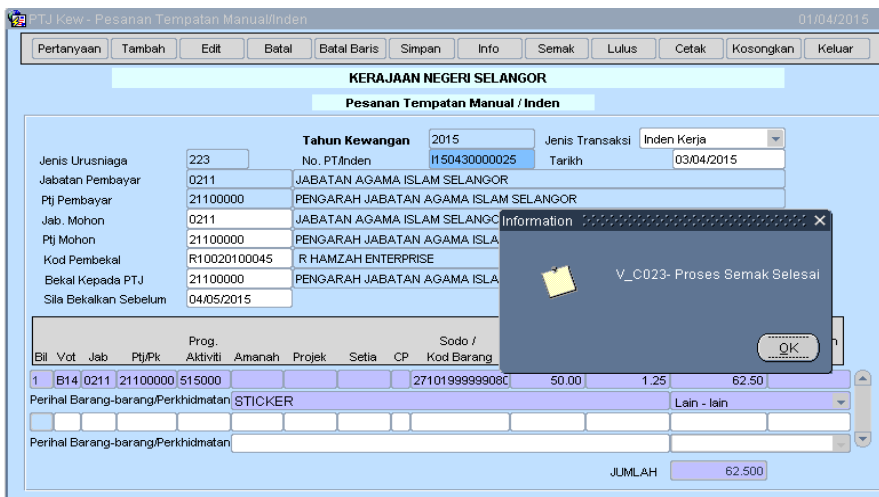 PTJ Kew - Pesanan Tempatan Manual/Inden 01/04/2015
Pertanyaan Tambah Edit Batal Batal Baris Simpan Info Semak Lulus Cetak Kosongkan Keluar
KERAJAAN NEGERI SELANGOR
Pesanan Tempatan Manual / Inden
Tahun Kewangan 2015 Jenis Transaksi Inden Kerja
Jenis Urusniaga 223 No. PT/Inden I150430000025 Tarikh 03/04/2015
Jabatan Pembayar 0211 JABATAN AGAMA ISLAM SELANGOR
Ptj Pembayar 21100000 PENGARAH JABATAN AGAMA ISLAM SELANGOR
Jab. Mohon 0211 JABATAN AGAMA ISLAM SELANGO
Ptj Mohon 21100000 PENGARAH JABATAN AGAMA ISLA
Kod Pembekal R10020100045 R HAMZAH ENTERPRISE
Bekal Kepada PTJ 21100000 PENGARAH JABATAN AGAMA ISLA
Sila Bekalkan Sebelum 04/05/2015
Information
V_C023- Proses Semak Selesai
OK
Prog. Sodo /
Bil Vot Jab Ptj/Pk Aktiviti Amanah Projek Setia CP Kod Barang
1 B14 0211 21100000 515000 2710199999908C 50.00 1.25 62.50
Perihal Barang-barang/Perkhidmatan STICKER Lain - lain
Perihal Barang-barang/Perkhidmatan
JUMLAH 62.500